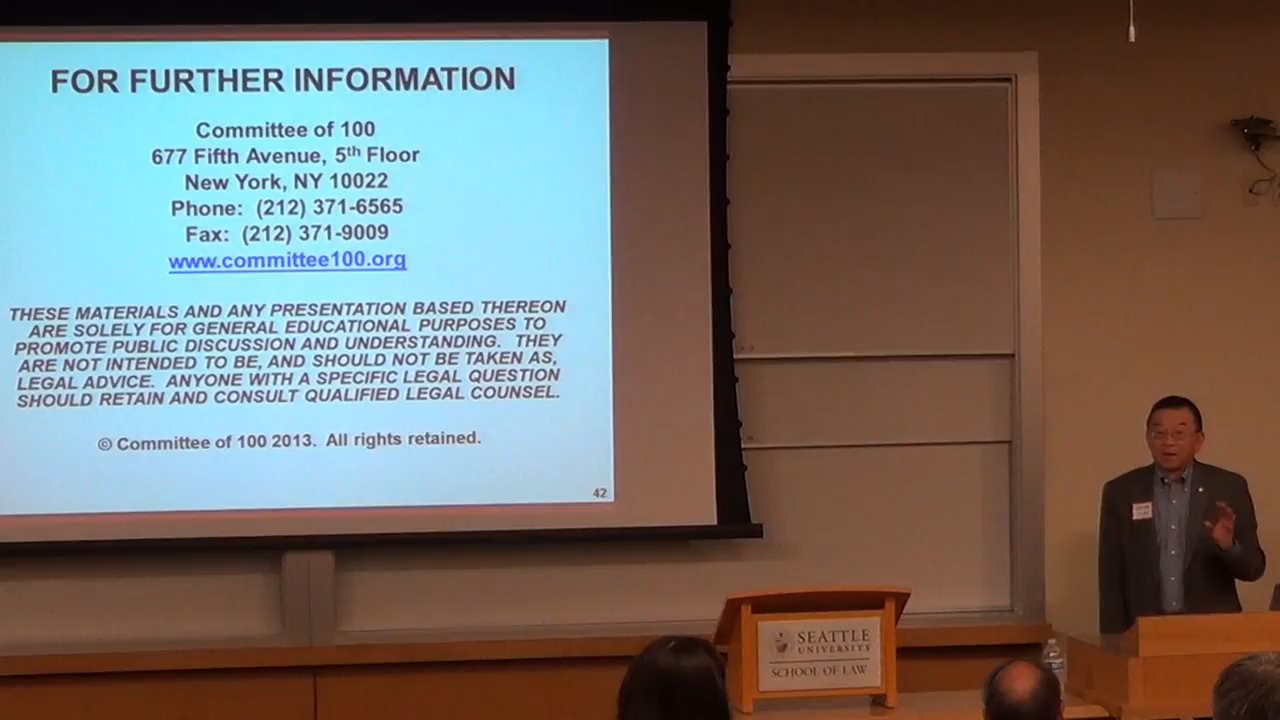 FOR FURTHER INFORMATION
Committee of 100
677 Fifth Avenue, 5th Floor
New York, NY 10022
Phone: (212) 371-6565
Fax: (212) 371-9009
www.committee100.org
THESE MATERIALS AND ANY PRESENTATION BASED THEREON
ARE SOLELY FOR GENERAL EDUCATIONAL PURPOSES TO
PROMOTE PUBLIC DISCUSSION AND UNDERSTANDING. THEY
ARE NOT INTENDED TO BE, AND SHOULD NOT BE TAKEN AS,
LEGAL ADVICE. ANYONE WITH A SPECIFIC LEGAL QUESTION
SHOULD RETAIN AND CONSULT QUALIFIED LEGAL COUNSEL.
© Committee of 100 2013. All rights retained.
42
SEATTLE
UNIVERSITY
SCHOOL OF LAW